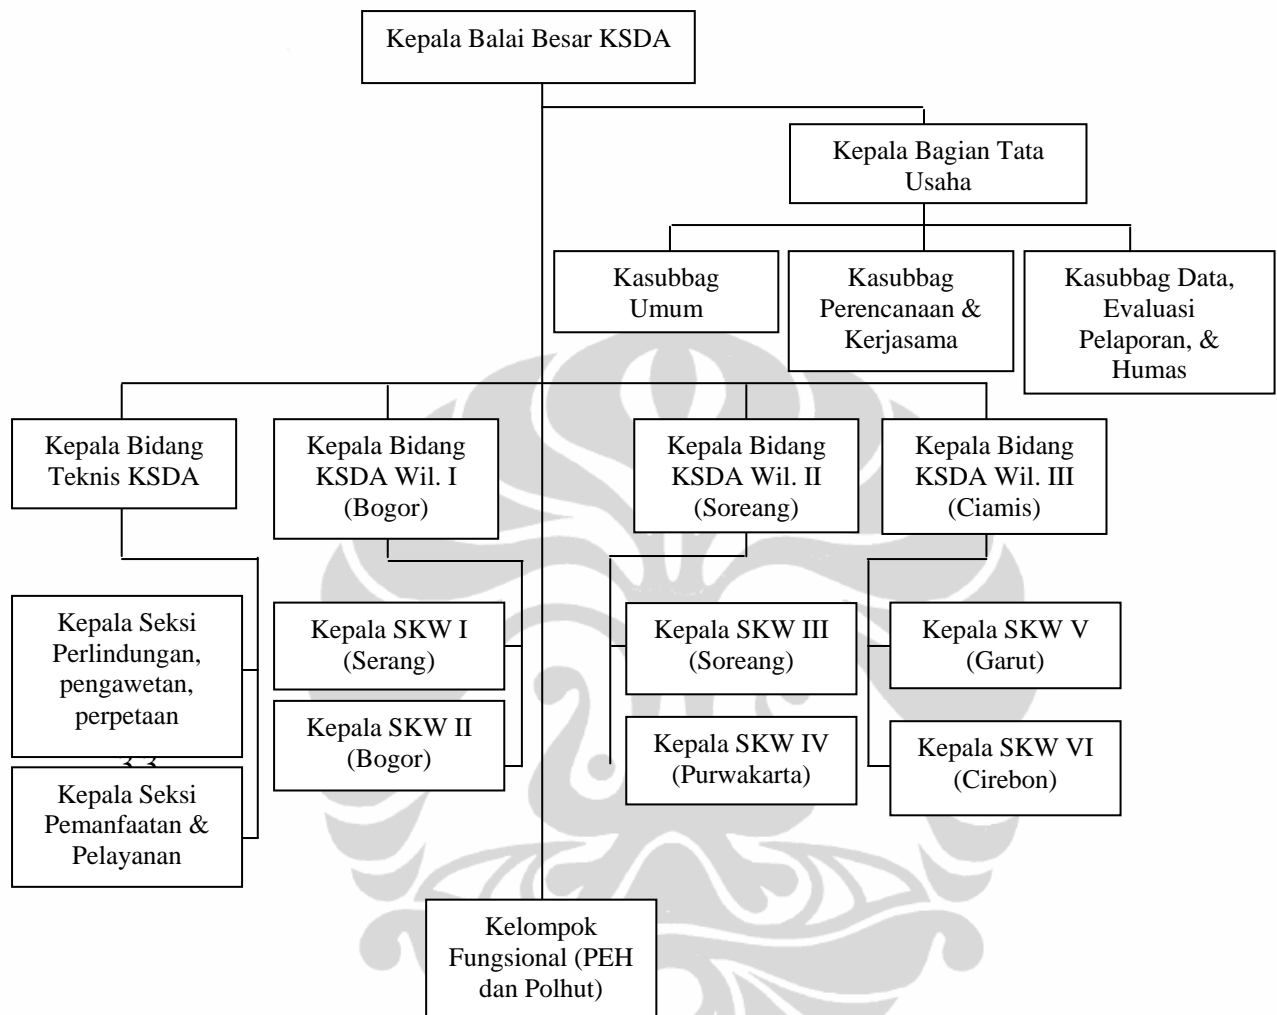 Kepala Balai Besar KSDA
Kepala Bagian Tata
Usaha
Kasubbag
Umum
Kasubbag
Perencanaan &
Kerjasama
Kasubbag Data,
Evaluasi
Pelaporan, &
Humas
Kepala Bidang
Teknis KSDA
Kepala Bidang
KSDA Wil. I
(Bogor)
Kepala Bidang
KSDA Wil. II
(Soreang)
Kepala Bidang
KSDA Wil. III
(Ciamis)
Kepala Seksi
Perlindungan,
pengawetan,
perpetaan
Kepala SKW I
(Serang)
Kepala SKW III
(Soreang)
Kepala SKW V
(Garut)
Kepala SKW II
(Bogor)
Kepala SKW IV
(Purwakarta)
Kepala SKW VI
(Cirebon)
Kepala Seksi
Pemanfaatan &
Pelayanan
Kelompok
Fungsional (PEH
dan Polhut)